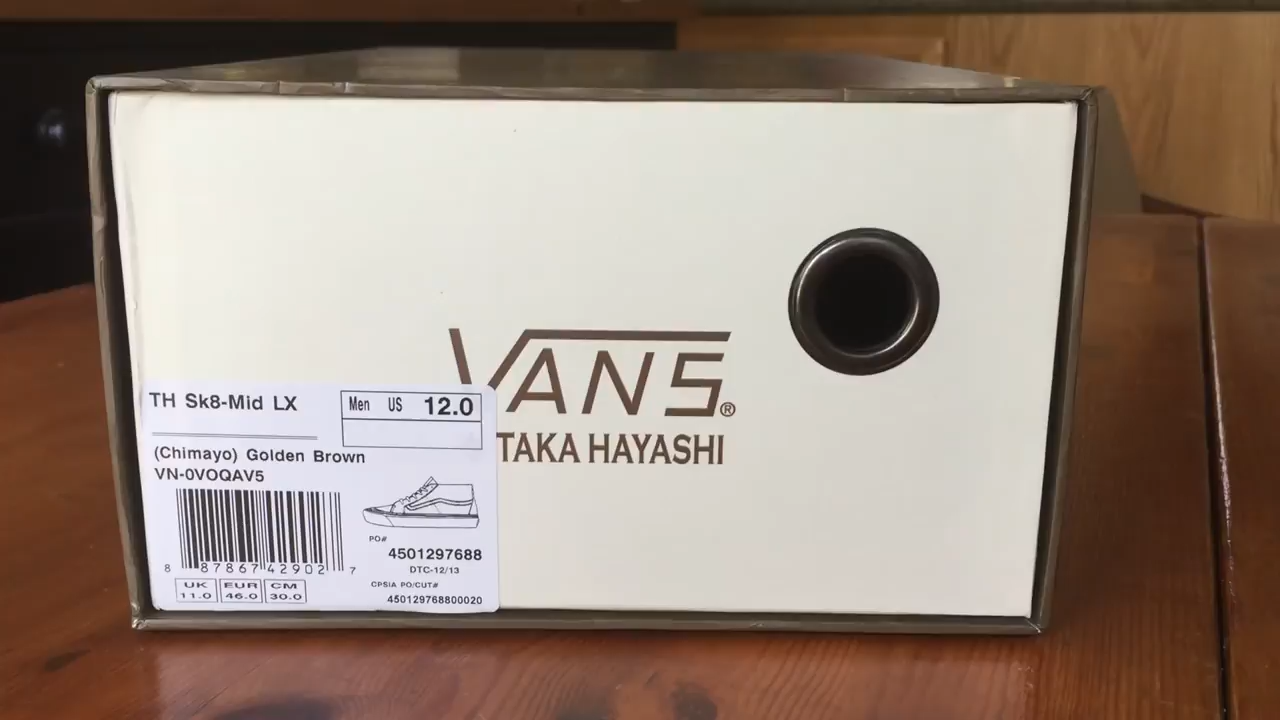 VANS®
TAKA HAYASHI
TH Sk8-Mid LX
Men US 12.0
(Chimayo) Golden Brown
VN-0VOQAV5
8 87867 42902 7
PO#
4501297688
DTC-12/13
CPSIA PO/CUT#
450129768800020
UK EUR CM
11.0 46.0 30.0